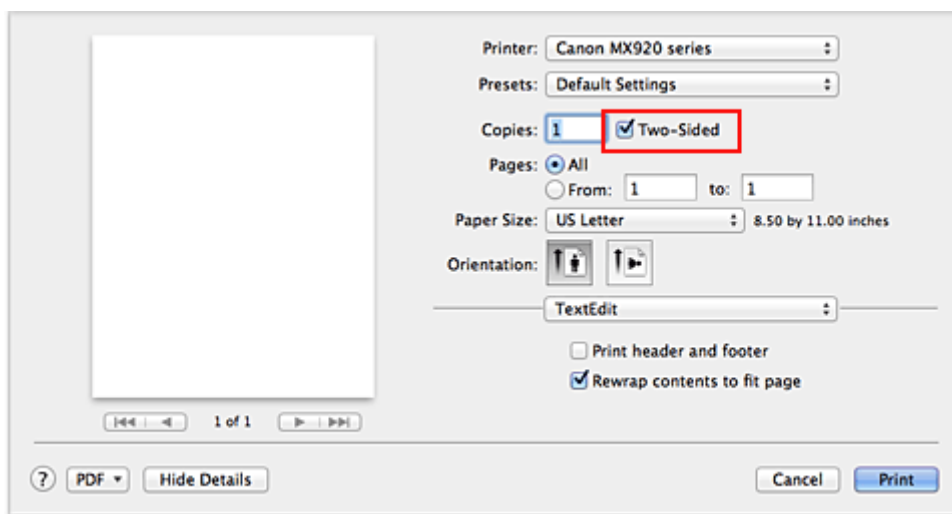 Printer: Canon MX920 series
Presets: Default Settings
Copies: 1 Two-Sided
Pages: All
From: 1 to: 1
Paper Size: US Letter 8.50 by 11.00 inches
Orientation:
TextEdit
Print header and footer
Rewrap contents to fit page
1 of 1
? PDF Hide Details Cancel Print